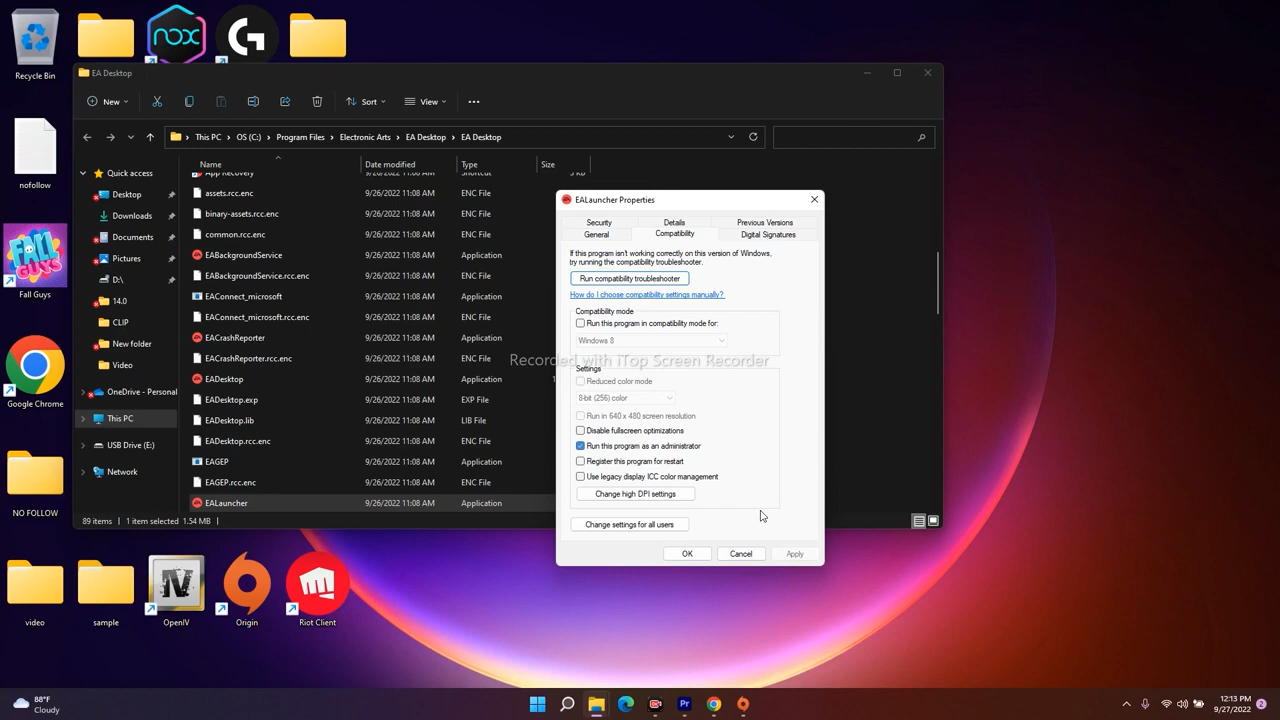 Recycle Bin
nox
EA Desktop
New
Sort
View
This PC
OS (C:)
Program Files
Electronic Arts
EA Desktop
EA Desktop
Name
Date modified
Type
Size
Quick access
Desktop
Downloads
Documents
Pictures
D:\
14.0
CLIP
New folder
Video
OneDrive - Personal
This PC
USB Drive (E:)
Network
App Recovery 9/26/2022 11:08 AM Shortcut
assets.rcc.enc 9/26/2022 11:08 AM ENC File
binary-assets.rcc.enc 9/26/2022 11:08 AM ENC File
common.rcc.enc 9/26/2022 11:08 AM ENC File
EABackgroundService 9/26/2022 11:08 AM Application
EABackgroundService.rcc.enc 9/26/2022 11:08 AM ENC File
EAConnect_microsoft 9/26/2022 11:08 AM Application
EAConnect_microsoft.rcc.enc 9/26/2022 11:08 AM ENC File
EACrashReporter 9/26/2022 11:08 AM Application
EACrashReporter.rcc.enc 9/26/2022 11:08 AM ENC File
EADesktop 9/26/2022 11:08 AM Application
EADesktop.exp 9/26/2022 11:08 AM EXP File
EADesktop.lib 9/26/2022 11:08 AM LIB File
EADesktop.rcc.enc 9/26/2022 11:08 AM ENC File
EAGEP 9/26/2022 11:08 AM Application
EAGEP.rcc.enc 9/26/2022 11:08 AM ENC File
EALauncher 9/26/2022 11:08 AM Application
89 items
1 item selected 1.54 MB
EALauncher Properties
Security
Details
Previous Versions
General
Compatibility
Digital Signatures
If this program isn't working correctly on this version of Windows,
try running the compatibility troubleshooter.
Run compatibility troubleshooter
How do I choose compatibility settings manually?
Compatibility mode
Run this program in compatibility mode for:
Windows 8
Recorded with iTop Screen Recorder
Settings
Reduced color mode
8-bit (256) color
Run in 640 x 480 screen resolution
Disable fullscreen optimizations
Run this program as an administrator
Register this program for restart
Use legacy display ICC color management
Change high DPI settings
Change settings for all users
OK
Cancel
Apply
nofollow
FALL
GUYS
Fall Guys
Google Chrome
NO FOLLOW
video
sample
IV
OpenIV
Origin
Riot Client
88°F
Cloudy
Pr
12:13 PM
9/27/2022
2